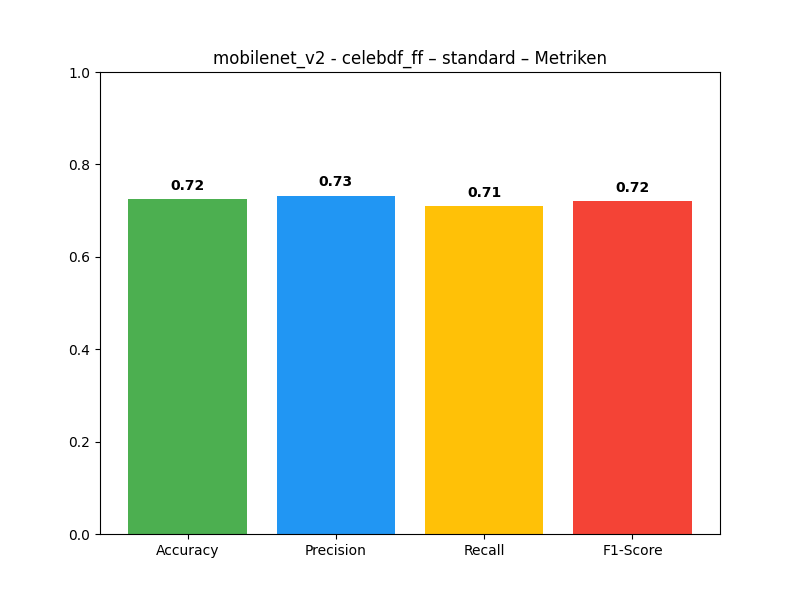 mobilenet_v2 - celebdf_ff – standard – Metriken
1.0
0.8
0.6
0.4
0.2
0.0
0.72
0.73
0.71
0.72
Accuracy
Precision
Recall
F1-Score